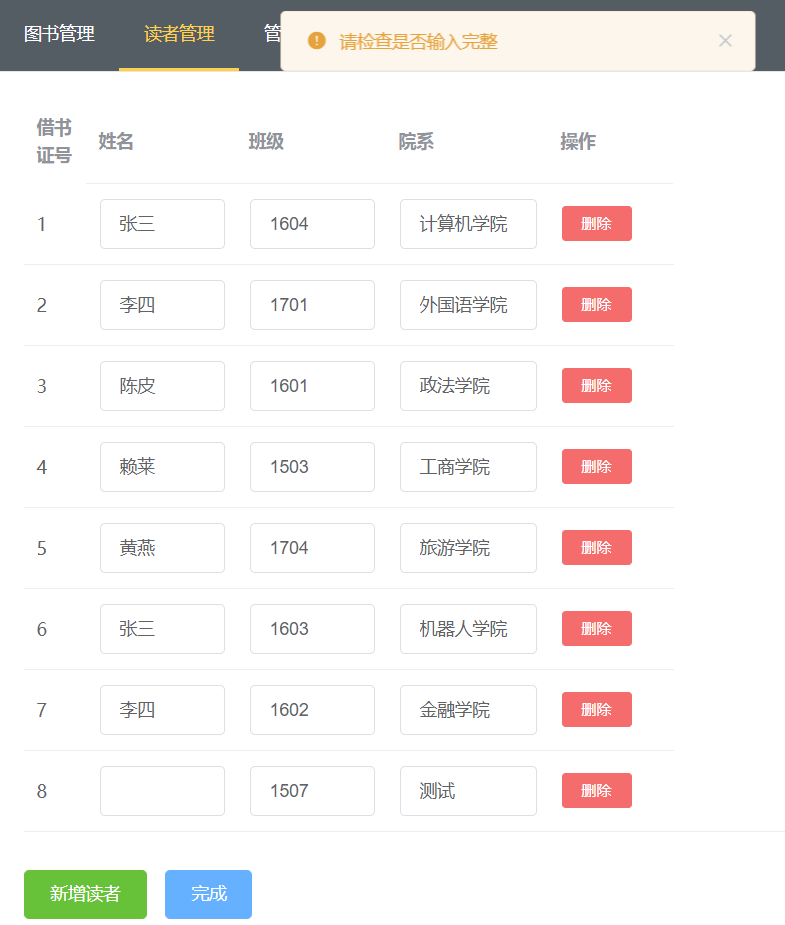 图书管理 读者管理 管
请检查是否输入完整
借书
证号 姓名 班级 院系 操作
1 张三 1604 计算机学院 删除
2 李四 1701 外国语学院 删除
3 陈皮 1601 政法学院 删除
4 赖莱 1503 工商学院 删除
5 黄燕 1704 旅游学院 删除
6 张三 1603 机器人学院 删除
7 李四 1602 金融学院 删除
8 1507 测试 删除
新增读者 完成